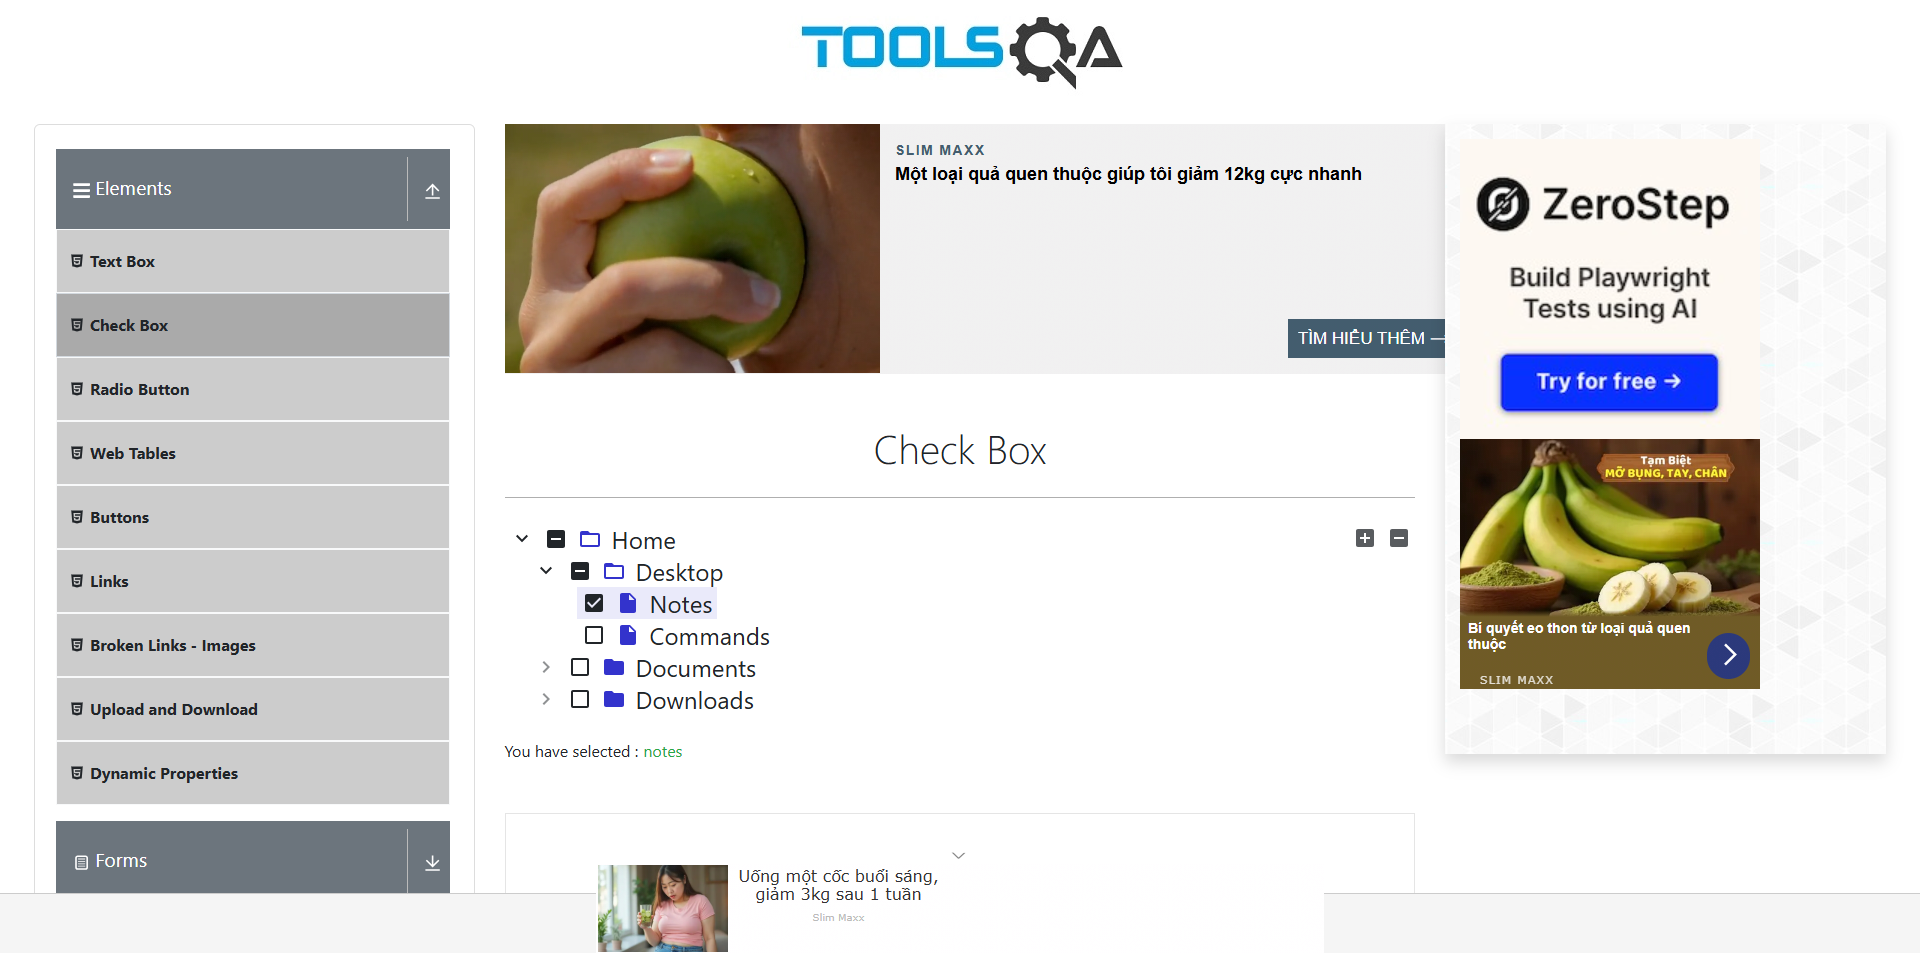 TOOLSQA
Elements
Text Box
Check Box
Radio Button
Web Tables
Buttons
Links
Broken Links - Images
Upload and Download
Dynamic Properties
Forms
SLIM MAXX
Một loại quả quen thuộc giúp tôi giảm 12kg cực nhanh
TÌM HIỂU THÊM
Check Box
Home
Desktop
Notes
Commands
Documents
Downloads
You have selected : notes
ZeroStep
Build Playwright
Tests using AI
Try for free →
Tạm Biệt
MỠ BỤNG, TAY, CHÂN
Bí quyết eo thon từ loại quả quen
thuộc
SLIM MAXX
Uống một cốc buổi sáng,
giảm 3kg sau 1 tuần
Slim Maxx